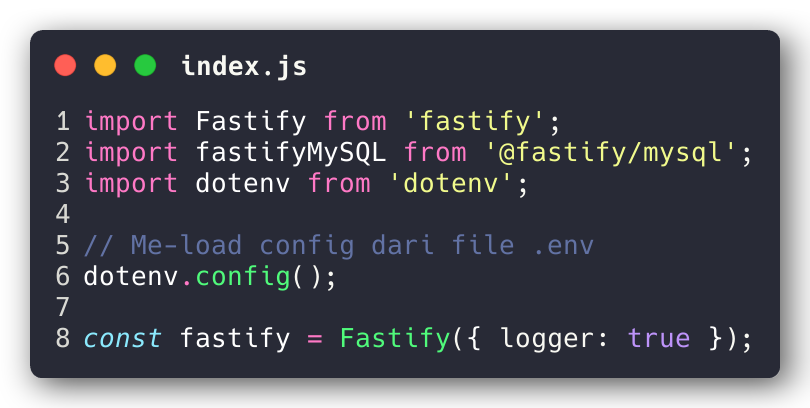 index.js
1 import Fastify from 'fastify';
2 import fastifyMySQL from '@fastify/mysql';
3 import dotenv from 'dotenv';
4
5 // Me-load config dari file .env
6 dotenv.config();
7
8 const fastify = Fastify({ logger: true });